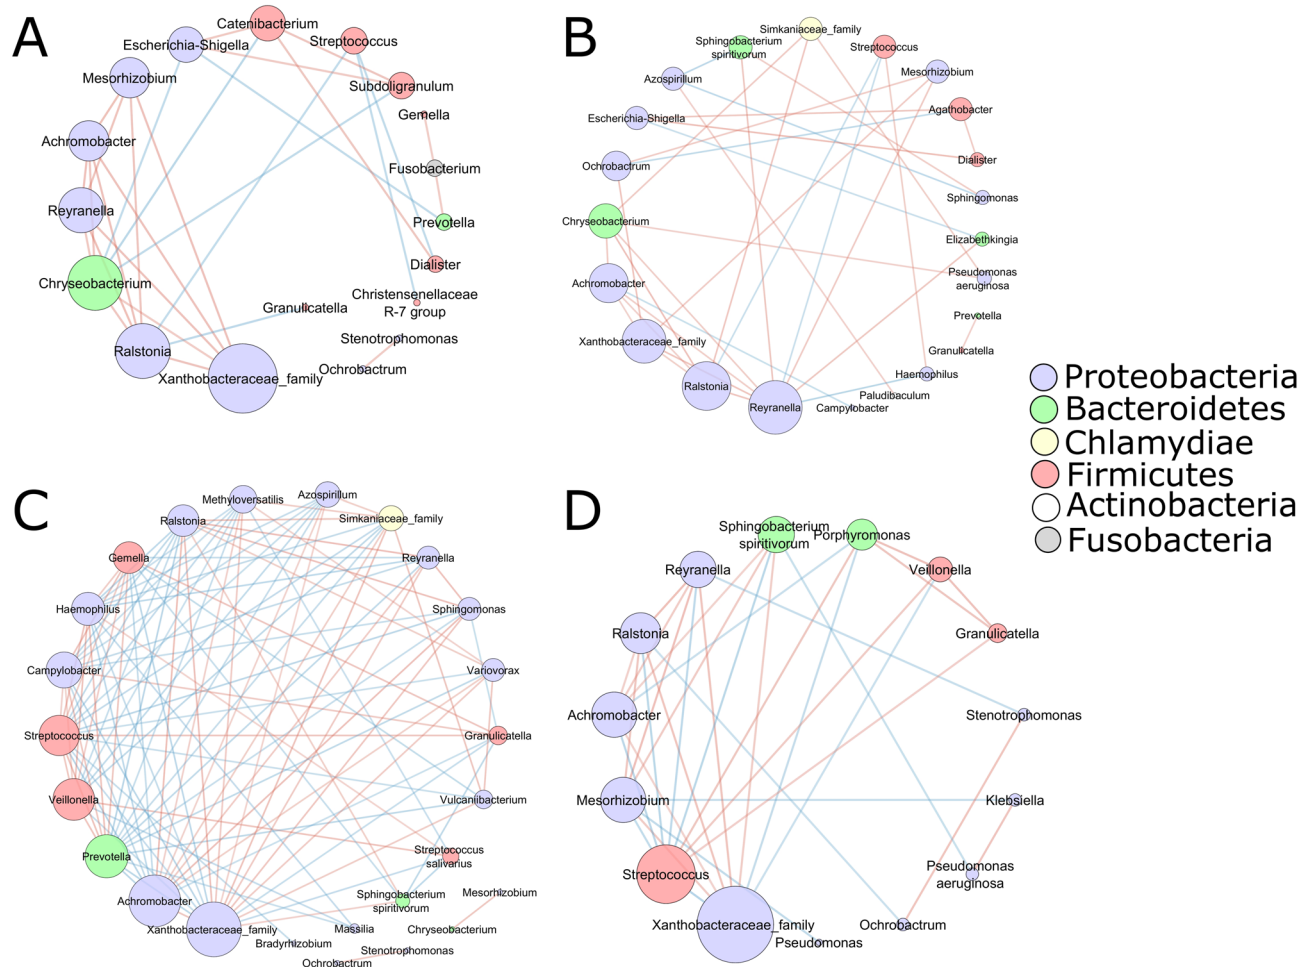 A
Catenibacterium
Streptococcus
Escherichia-Shigella
Mesorhizobium
Subdoligranulum
Gemella
Achromobacter
Fusobacterium
Reyranella
Prevotella
Dialister
Chryseobacterium
Christensenellaceae
R-7 group
Granulicatella
Stenotrophomonas
Ralstonia
Ochrobactrum
Xanthobacteraceae_family
B
Simkaniaceae_family
Sphingobacterium
spiritivorum
Streptococcus
Azospirillum
Mesorhizobium
Escherichia-Shigella
Agathobacter
Ochrobactrum
Dialister
Sphingomonas
Chryseobacterium
Elizabethkingia
Achromobacter
Pseudomonas
aeruginosa
Prevotella
Xanthobacteraceae_family
Granulicatella
Ralstonia
Haemophilus
Reyranella
Paludibaculum
Campylobacter
Proteobacteria
Bacteroidetes
Chlamydiae
Firmicutes
Actinobacteria
Fusobacteria
C
Methyloversatilis
Azospirillum
Ralstonia
Simkaniaceae_family
Gemella
Reyranella
Haemophilus
Sphingomonas
Campylobacter
Variovorax
Streptococcus
Granulicatella
Veillonella
Vulcaniibacterium
Prevotella
Streptococcus
salivarius
Achromobacter
Sphingobacterium
spiritivorum
Mesorhizobium
Xanthobacteraceae_family
Massilia
Chryseobacterium
Bradyrhizobium
Stenotrophomonas
Ochrobactrum
D
Sphingobacterium
spiritivorum
Porphyromonas
Reyranella
Veillonella
Ralstonia
Granulicatella
Achromobacter
Stenotrophomonas
Mesorhizobium
Klebsiella
Streptococcus
Pseudomonas
aeruginosa
Xanthobacteraceae_family
Ochrobactrum
Pseudomonas